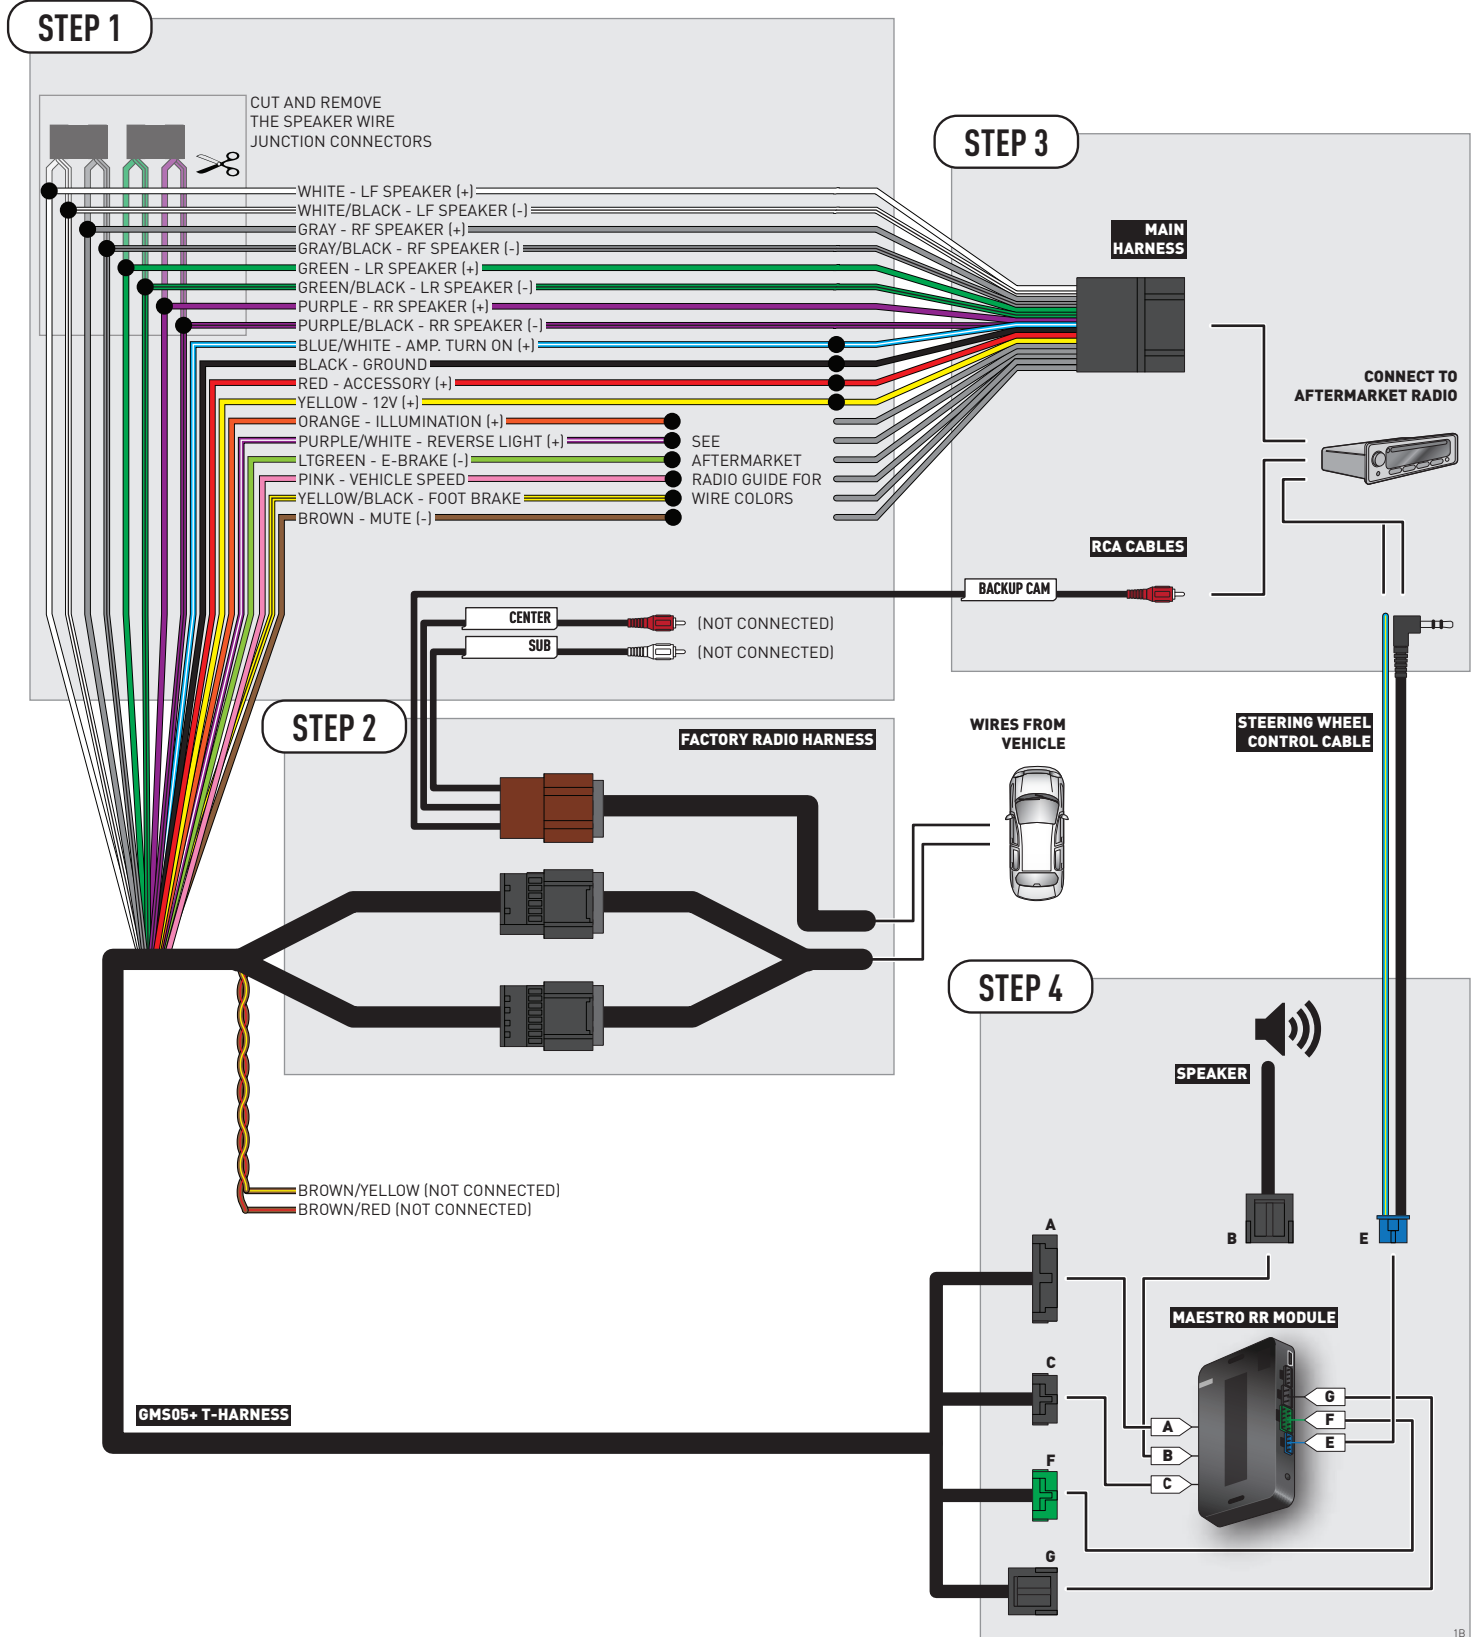 STEP 1
CUT AND REMOVE
THE SPEAKER WIRE
JUNCTION CONNECTORS
WHITE - LF SPEAKER (+)
WHITE/BLACK - LF SPEAKER (-)
GRAY - RF SPEAKER (+)
GRAY/BLACK - RF SPEAKER (-)
GREEN - LR SPEAKER (+)
GREEN/BLACK - LR SPEAKER (-)
PURPLE - RR SPEAKER (+)
PURPLE/BLACK - RR SPEAKER (-)
BLUE/WHITE - AMP. TURN ON (+)
BLACK - GROUND
RED - ACCESSORY (+)
YELLOW - 12V (+)
ORANGE - ILLUMINATION (+)
PURPLE/WHITE - REVERSE LIGHT (+)
LTGREEN - E-BRAKE (-)
PINK - VEHICLE SPEED
YELLOW/BLACK - FOOT BRAKE
BROWN - MUTE (-)
SEE
AFTERMARKET
RADIO GUIDE FOR
WIRE COLORS
CENTER
(NOT CONNECTED)
SUB
(NOT CONNECTED)
STEP 3
MAIN
HARNESS
CONNECT TO
AFTERMARKET RADIO
RCA CABLES
BACKUP CAM
STEERING WHEEL
CONTROL CABLE
STEP 2
FACTORY RADIO HARNESS
WIRES FROM
VEHICLE
BROWN/YELLOW (NOT CONNECTED)
BROWN/RED (NOT CONNECTED)
GMS05+ T-HARNESS
STEP 4
SPEAKER
B
E
A
C
F
G
MAESTRO RR MODULE
A
B
C
G
F
E
1B